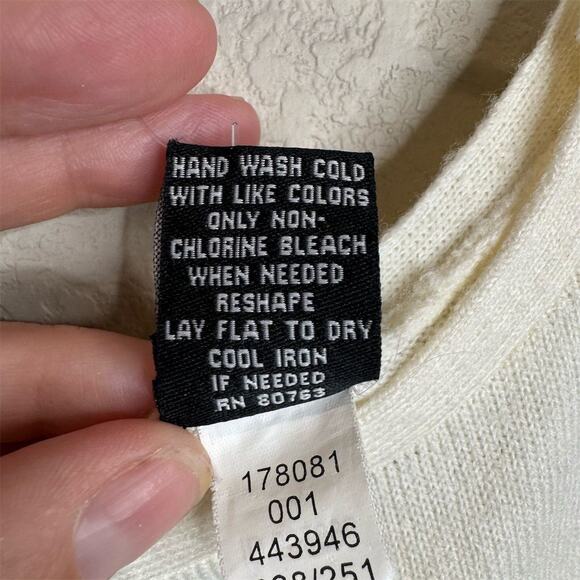 HAND WASH COLD
WITH LIKE COLORS
ONLY NON-
CHLORINE BLEACH
WHEN NEEDED
RESHAPE
LAY FLAT TO DRY
COOL IRON
IF NEEDED
RN 80763
178081
001
443946